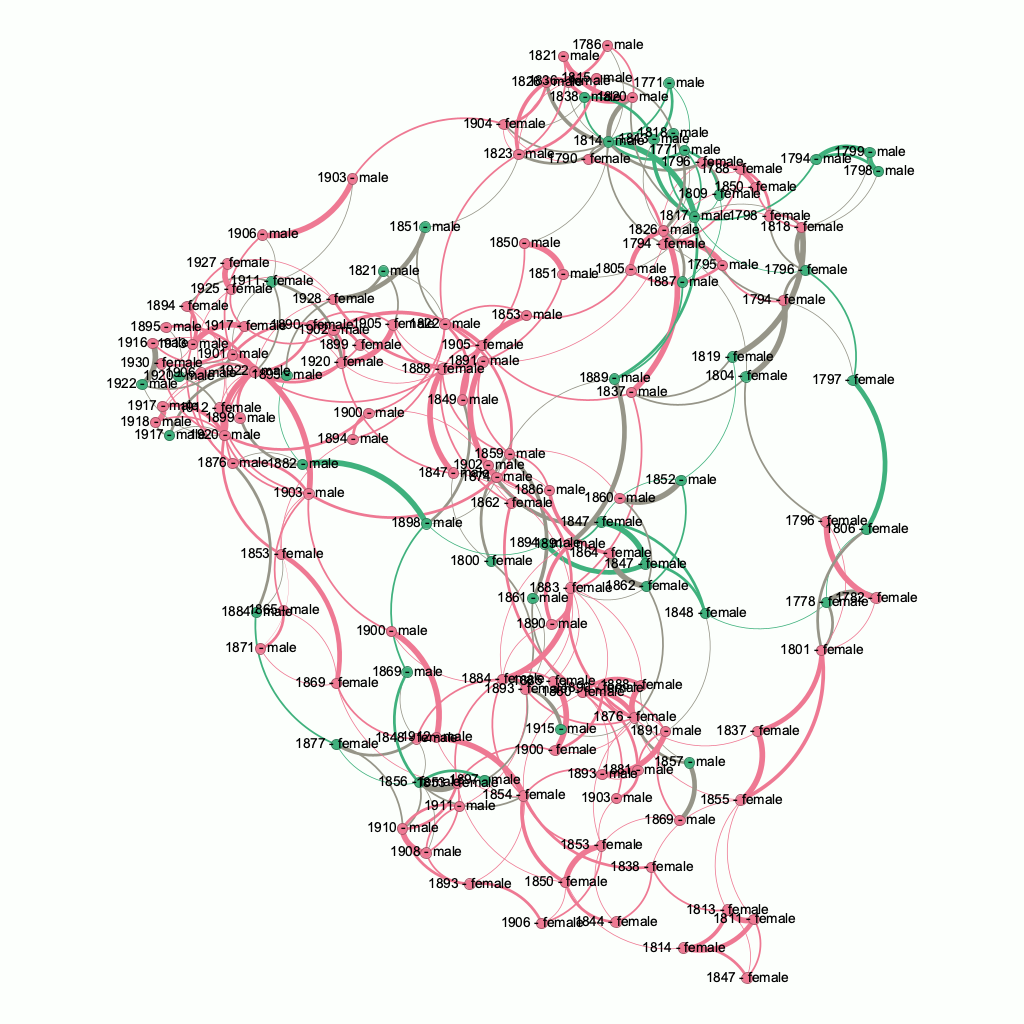 1786 - male
1821 - male
1815 - male
1771 - male
1838 - male
1820 - male
1904 - female
1818 - male
1814 - male
1771 - male
1823 - male
1790 - female
1796 - female
1799 - male
1794 - male
1788 - female
1798 - male
1903 - male
1850 - female
1809 - female
1817 - male
1798 - female
1851 - male
1818 - female
1826 - male
1906 - male
1850 - male
1794 - female
1927 - female
1821 - male
1851 - male
1805 - male
1795 - male
1796 - female
1911 - female
1887 - male
1925 - female
1928 - female
1794 - female
1894 - female
1853 - male
1895 - male
1917 - female
1890 - female
1905 - female
1822 - male
1902 - male
1916 - male
1899 - female
1905 - female
1901 - male
1819 - female
1930 - female
1920 - female
1891 - male
1888 - female
1906 - male
1922 - male
1893 - male
1889 - male
1804 - female
1797 - female
1922 - male
1837 - male
1849 - male
1917 - male
1912 - female
1900 - male
1899 - male
1918 - male
1917 - male
1920 - male
1894 - male
1859 - male
1876 - male
1882 - male
1902 - male
1847 - male
1874 - male
1852 - male
1903 - male
1886 - male
1860 - male
1862 - female
1898 - male
1847 - female
1796 - female
1806 - female
1894 - male
1891 - male
1853 - female
1864 - female
1800 - female
1847 - female
1883 - female
1862 - male
1861 - male
1782 - female
1778 - female
1884 - male
1865 - male
1848 - female
1890 - male
1900 - male
1871 - male
1801 - female
1869 - male
1884 - female
1869 - female
1893 - female
1888 - female
1876 - female
1915 - male
1891 - male
1837 - female
1877 - female
1848 - female
1912 - male
1900 - female
1857 - male
1881 - male
1893 - male
1856 - female
1853 - female
1897 - male
1854 - female
1903 - male
1855 - female
1911 - male
1869 - male
1910 - male
1853 - female
1908 - male
1838 - female
1893 - female
1850 - female
1813 - female
1811 - female
1906 - female
1844 - female
1814 - female
1847 - female